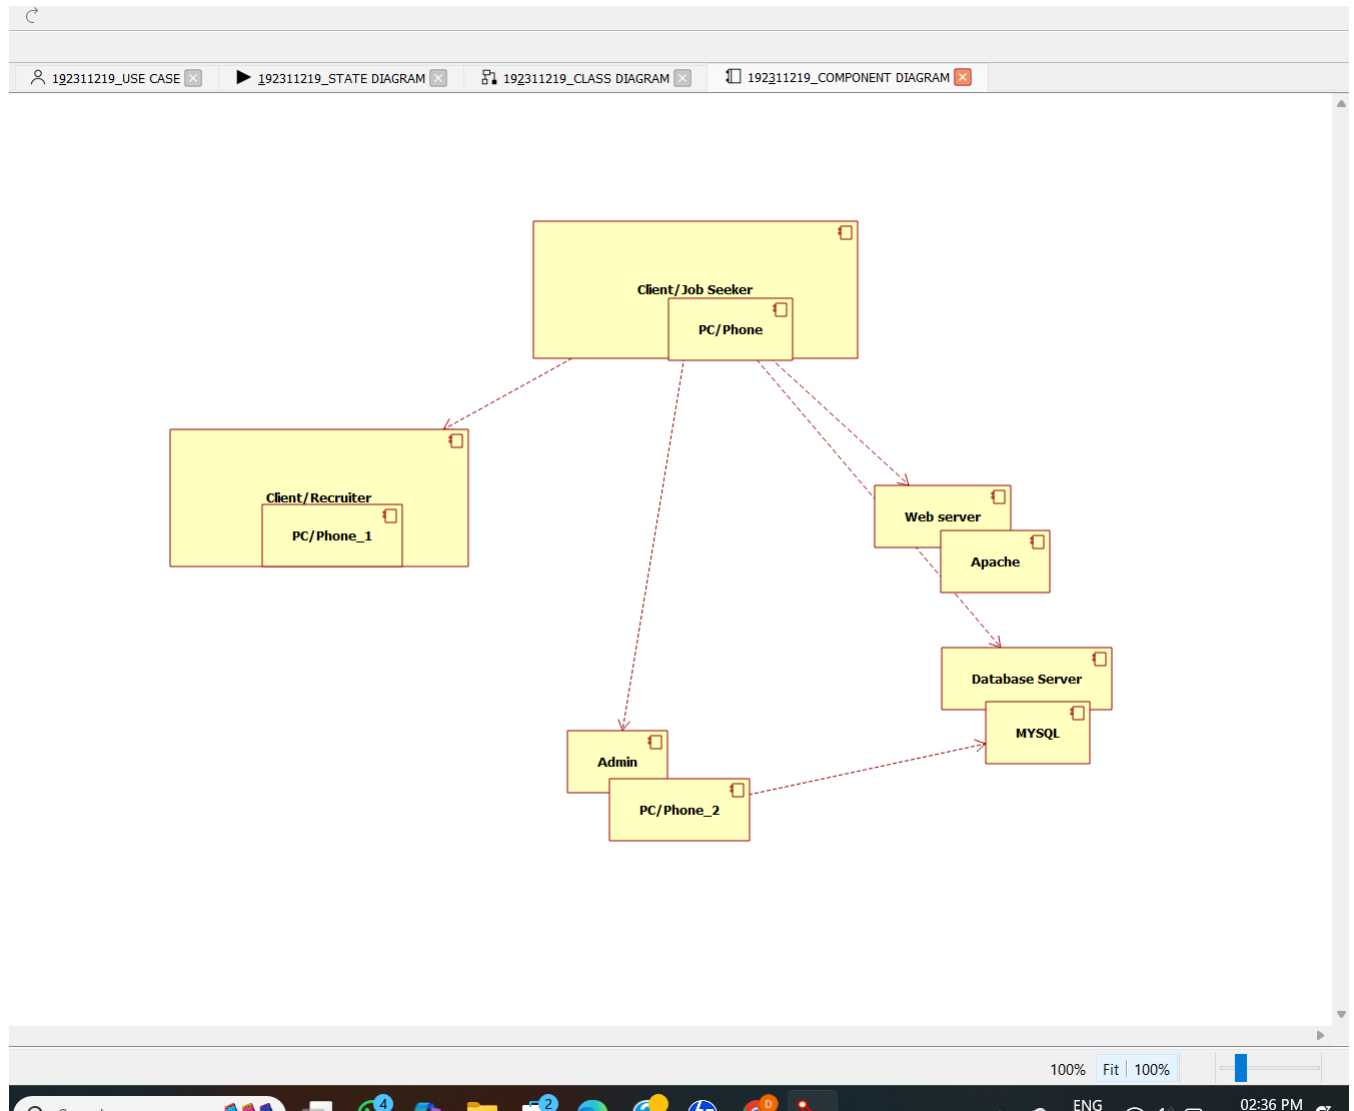 192311219_USE CASE
192311219_STATE DIAGRAM
192311219_CLASS DIAGRAM
192311219_COMPONENT DIAGRAM
Client/Job Seeker
PC/Phone
Client/Recruiter
PC/Phone_1
Web server
Apache
Database Server
MYSQL
Admin
PC/Phone_2
100% Fit 100%
4
2
D
ENG
02:36 PM